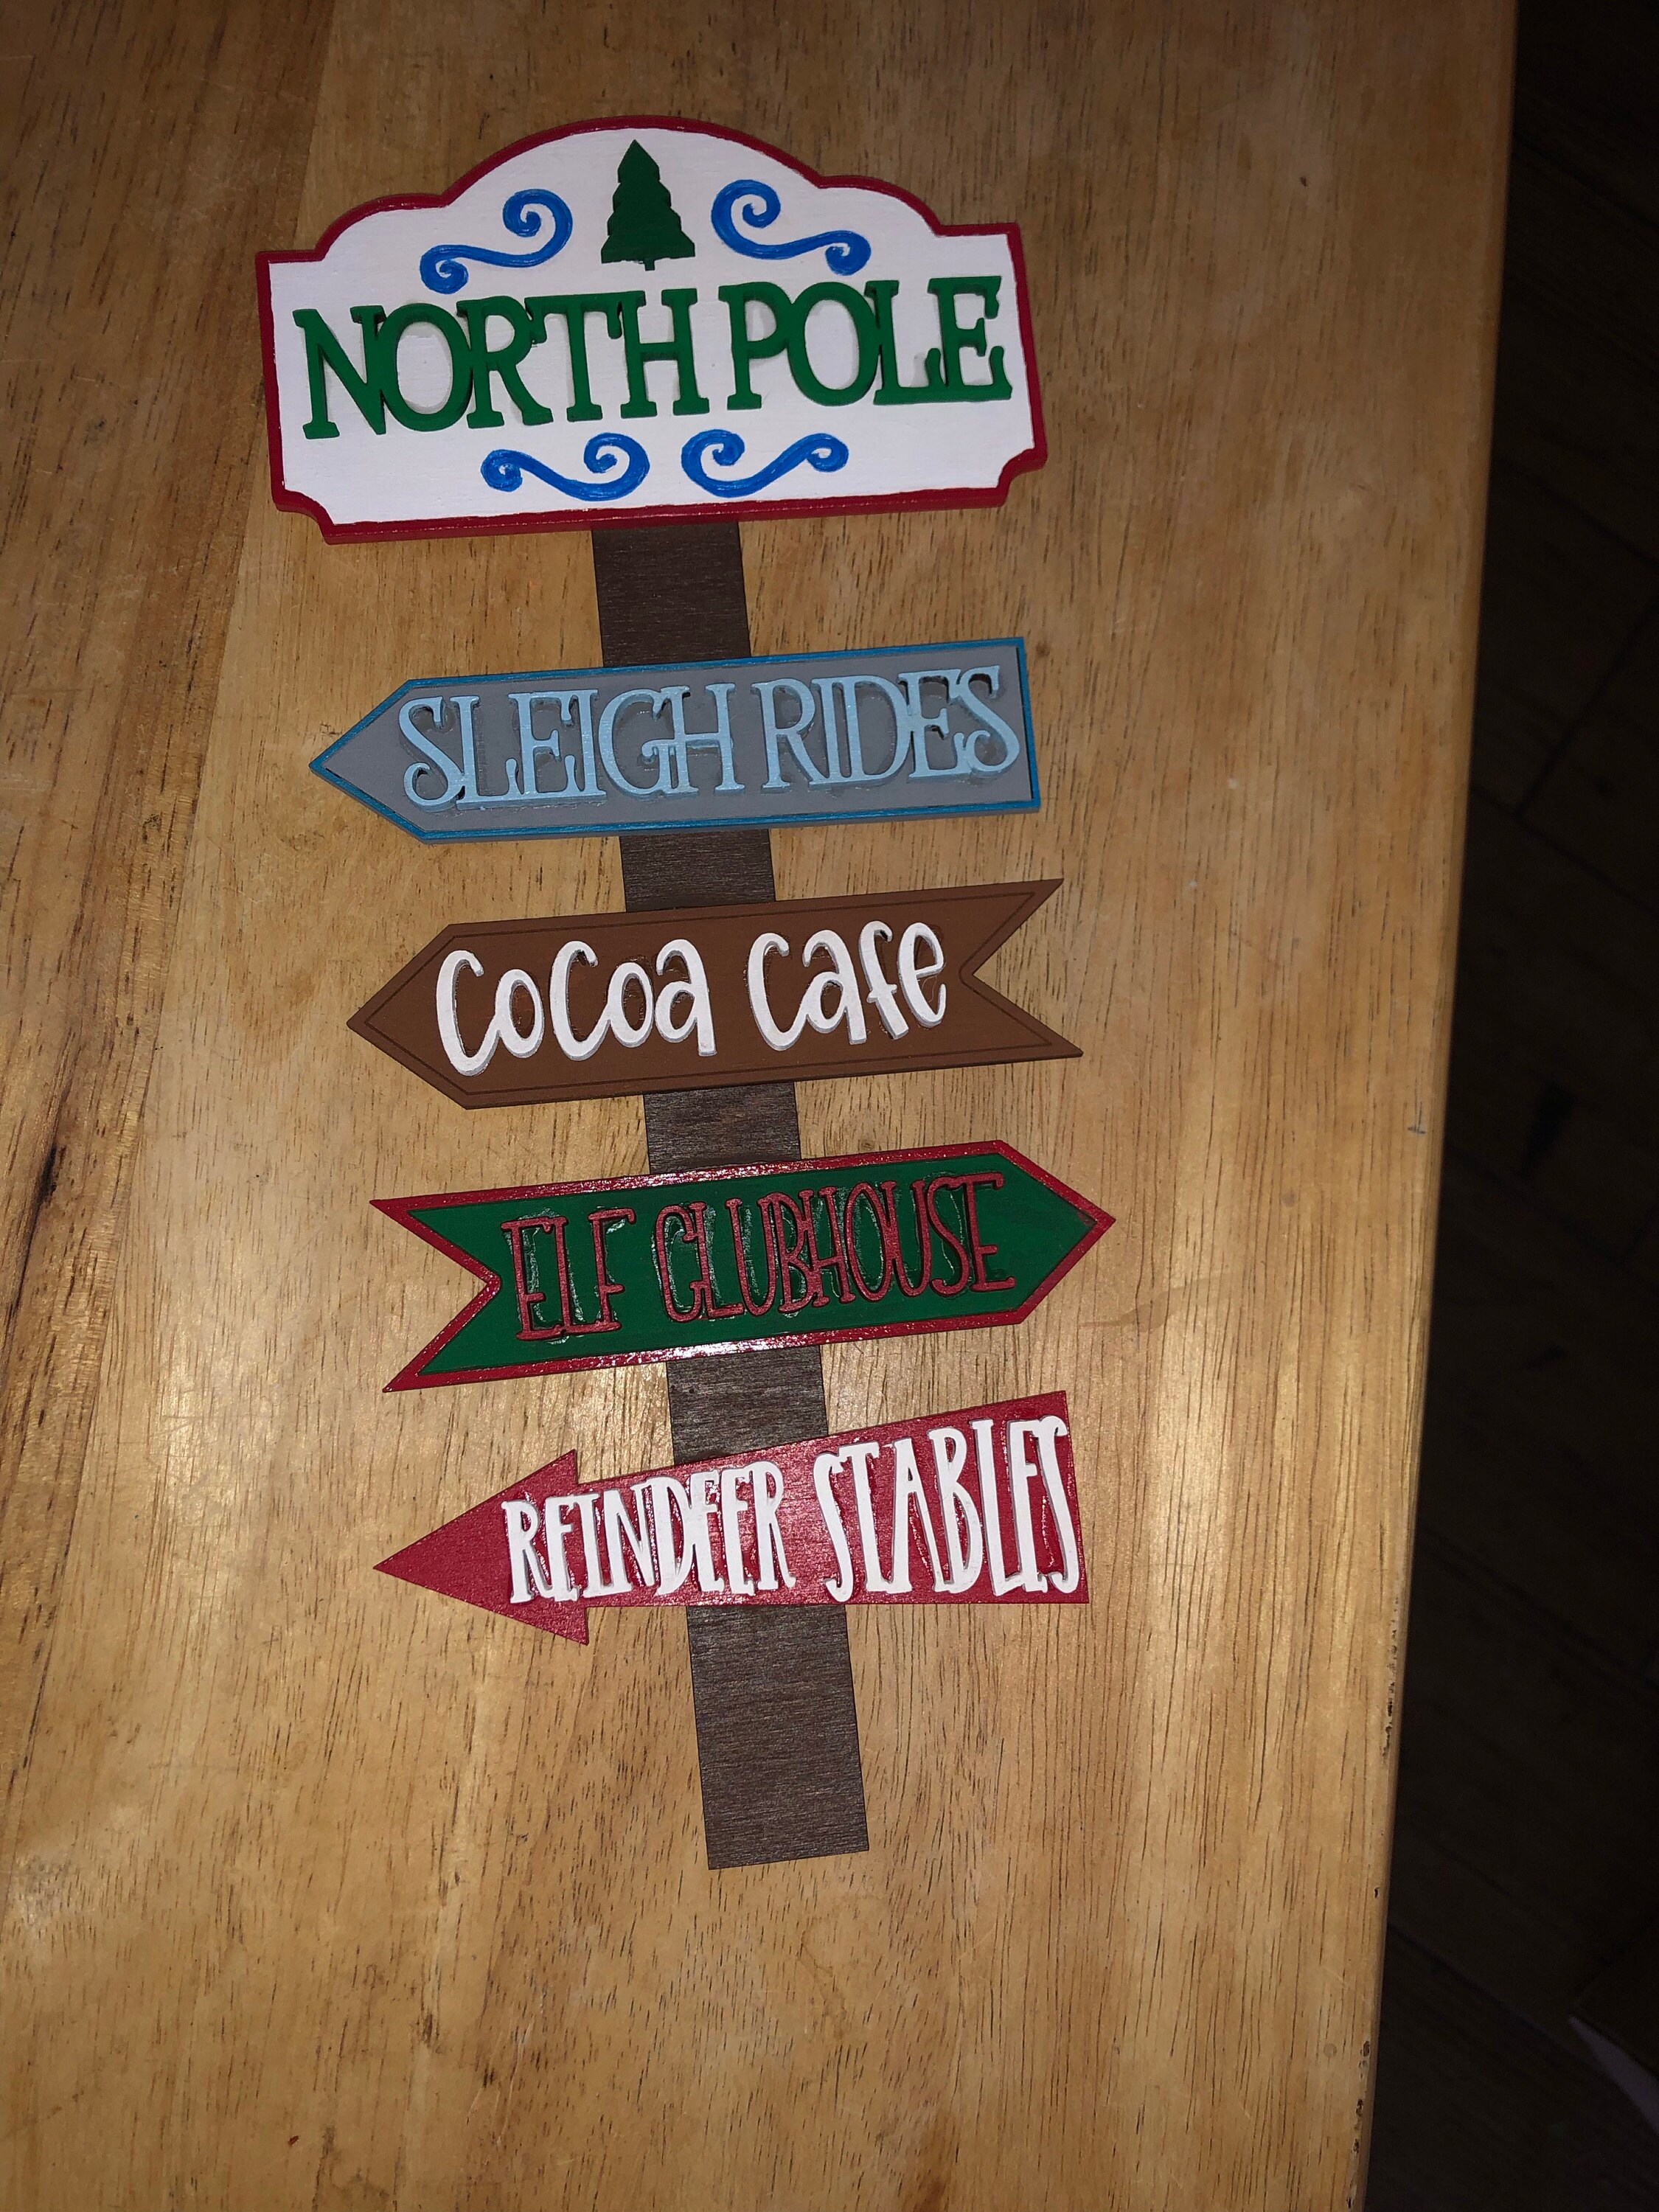 NORTH POLE
SLEIGH RIDES
CoCoa Cafe
ELF CLUBHOUSE
REINDEER STABLES